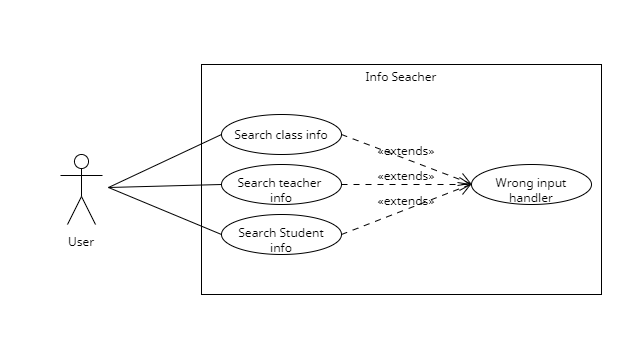 Info Seacher
Search class info
«extends»
Search teacher
info
«extends»
Wrong input
handler
«extends»
Search Student
info
User